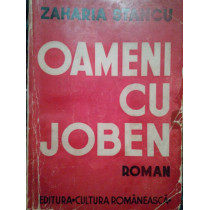 ZAHARIA STANCU
OAMENI
CU
JOBEN
ROMAN
EDITURA•CULTURA ROMÂNEASCĂ•